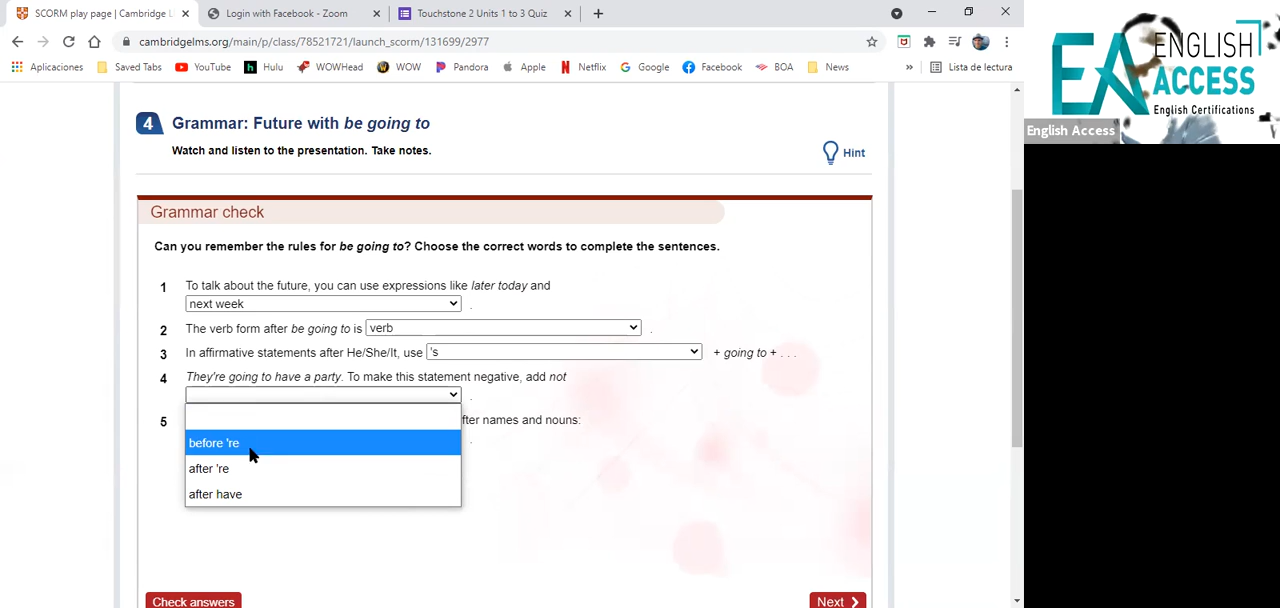 SCORM play page | Cambridge L
Login with Facebook - Zoom
Touchstone 2 Units 1 to 3 Quiz
cambridgelms.org/main/p/class/78521721/launch_scorm/131699/2977
Aplicaciones
Saved Tabs
YouTube
h
Hulu
WOWHead
WOW
Pandora
Apple
Netflix
Google
Facebook
BOA
News
»
Lista de lectura
EA ENGLISH
ACCESS
English Certifications
English Access
4 Grammar: Future with be going to
Watch and listen to the presentation. Take notes.
Hint
Grammar check
Can you remember the rules for be going to? Choose the correct words to complete the sentences.
1 To talk about the future, you can use expressions like later today and
next week .
2 The verb form after be going to is verb .
3 In affirmative statements after He/She/It, use 's + going to + . . .
4 They're going to have a party. To make this statement negative, add not
.
5 fter names and nouns:
.
before 're
after 're
after have
Check answers
Next